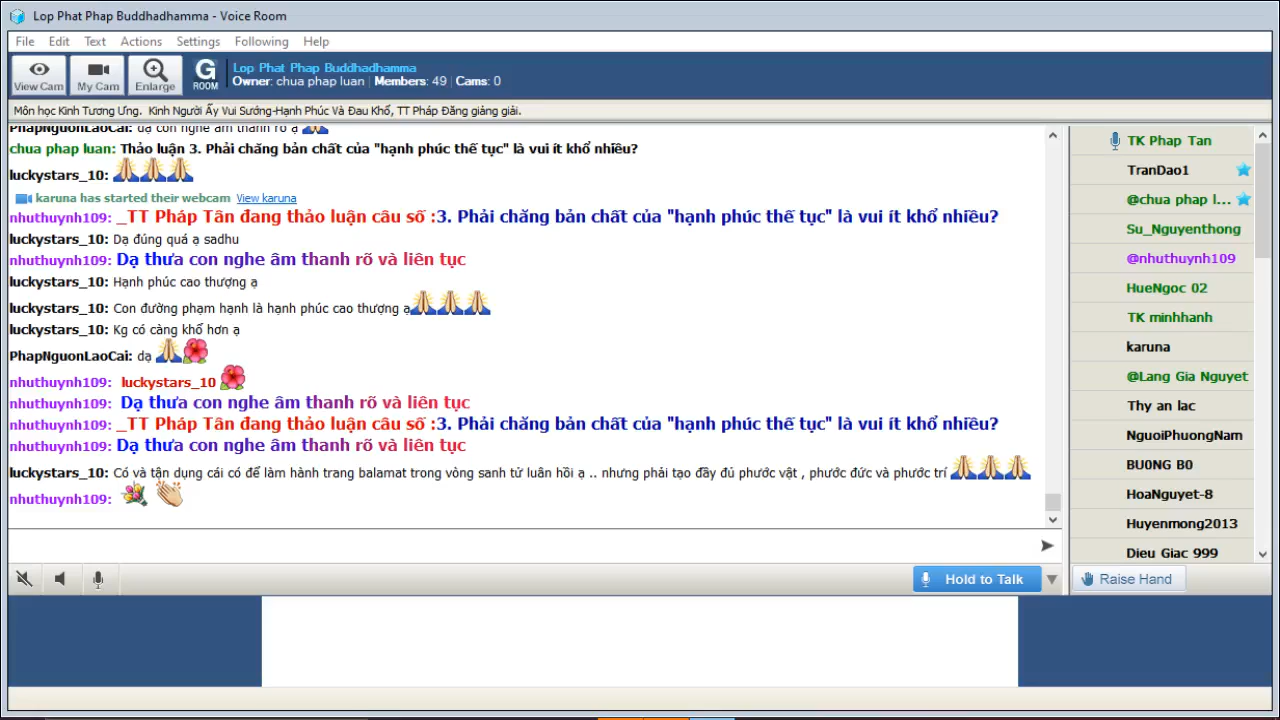 Lop Phat Phap Buddhadhamma - Voice Room
File Edit Text Actions Settings Following Help
View Cam My Cam Enlarge G ROOM
Lop Phat Phap Buddhadhamma
Owner: chua phap luan | Members: 49 | Cams: 0
Môn học Kinh Tương Ưng. Kinh Người Ấy Vui Sướng-Hạnh Phúc Và Đau Khổ, TT Pháp Đăng giảng giải.
PhapNguonLaoCai: dạ con nghe âm thanh rõ ạ
chua phap luan: Thảo luận 3. Phải chăng bản chất của "hạnh phúc thế tục" là vui ít khổ nhiều?
luckystars_10:
karuna has started their webcam View karuna
nhuthuynh109: _TT Pháp Tân đang thảo luận câu số :3. Phải chăng bản chất của "hạnh phúc thế tục" là vui ít khổ nhiều?
luckystars_10: Dạ đúng quá ạ sadhu
nhuthuynh109: Dạ thưa con nghe âm thanh rõ và liên tục
luckystars_10: Hạnh phúc cao thượng ạ
luckystars_10: Con đường phạm hạnh là hạnh phúc cao thượng ạ
luckystars_10: Kg có càng khổ hơn ạ
PhapNguonLaoCai: dạ
nhuthuynh109: luckystars_10
nhuthuynh109: Dạ thưa con nghe âm thanh rõ và liên tục
nhuthuynh109: _TT Pháp Tân đang thảo luận câu số :3. Phải chăng bản chất của "hạnh phúc thế tục" là vui ít khổ nhiều?
nhuthuynh109: Dạ thưa con nghe âm thanh rõ và liên tục
luckystars_10: Có và tận dụng cái có để làm hành trang balamat trong vòng sanh tử luân hồi ạ .. nhưng phải tạo đầy đủ phước vật , phước đức và phước trí
nhuthuynh109:
Hold to Talk
TK Phap Tan
TranDao1
@chua phap l...
Su_Nguyenthong
@nhuthuynh109
HueNgoc 02
TK minhhanh
karuna
@Lang Gia Nguyet
Thy an lac
NguoiPhuongNam
BU0NG B0
HoaNguyet-8
Huyenmong2013
Dieu Giac 999
Raise Hand